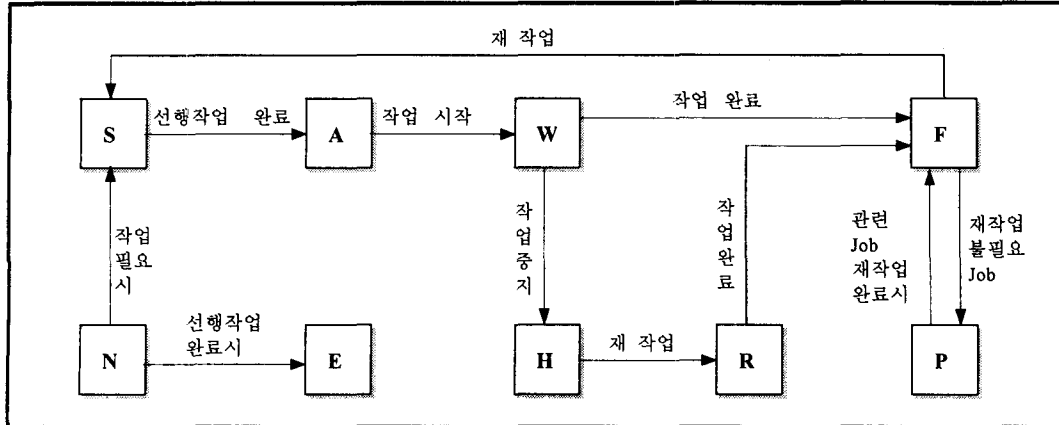 재 작업
S
선행작업 완료
A
작업 시작
W
작업 완료
F
작업
필요
시
작
업
중
지
작
업
완
료
관련
Job
재작업
완료시
재작업
불필요
Job
N
선행작업
완료시
E
H
재 작업
R
P